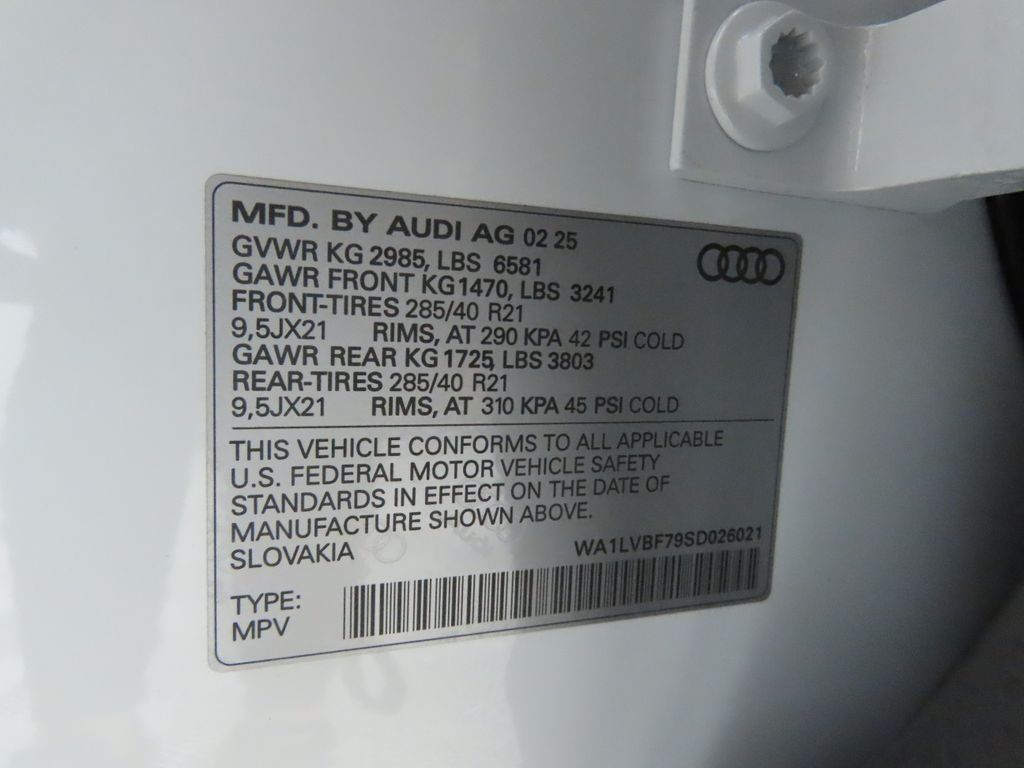 MFD. BY AUDI AG 02 25
GVWR KG 2985, LBS 6581
GAWR FRONT KG1470, LBS 3241
FRONT-TIRES 285/40 R21
9,5JX21 RIMS, AT 290 KPA 42 PSI COLD
GAWR REAR KG1725, LBS 3803
REAR-TIRES 285/40 R21
9,5JX21 RIMS, AT 310 KPA 45 PSI COLD
THIS VEHICLE CONFORMS TO ALL APPLICABLE
U.S. FEDERAL MOTOR VEHICLE SAFETY
STANDARDS IN EFFECT ON THE DATE OF
MANUFACTURE SHOWN ABOVE.
SLOVAKIA WA1LVBF79SD026021
TYPE:
MPV